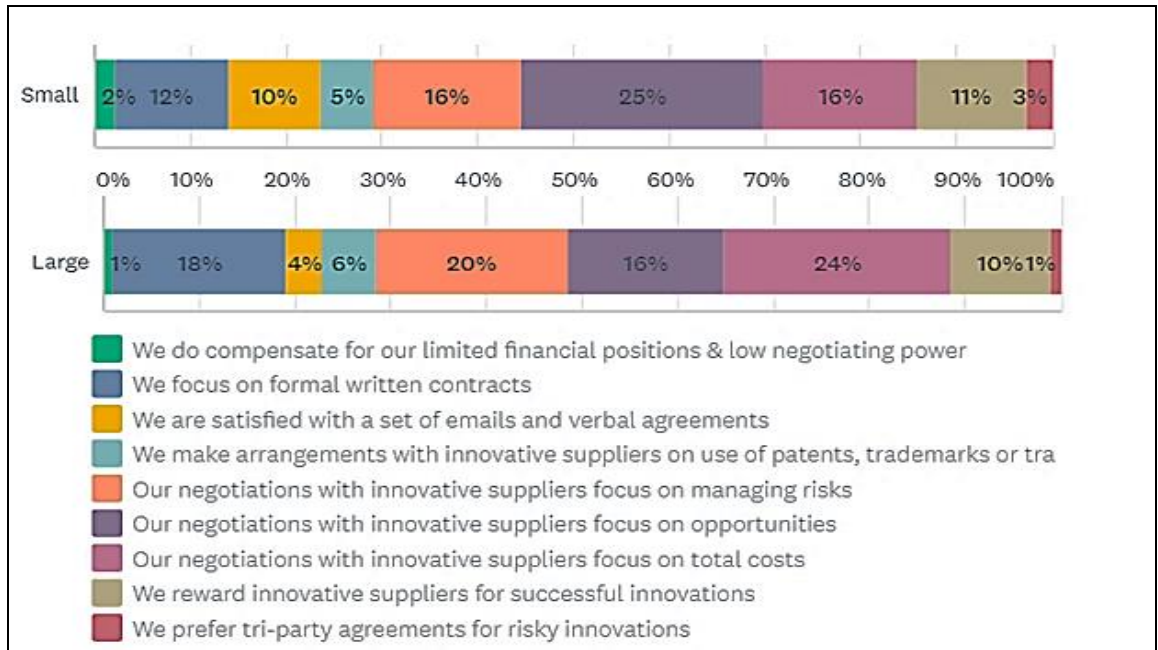 Small 2% 12% 10% 5% 16% 25% 16% 11% 3%
0% 10% 20% 30% 40% 50% 60% 70% 80% 90% 100%
Large 1% 18% 4% 6% 20% 16% 24% 10% 1%
We do compensate for our limited financial positions & low negotiating power
We focus on formal written contracts
We are satisfied with a set of emails and verbal agreements
We make arrangements with innovative suppliers on use of patents, trademarks or tra
Our negotiations with innovative suppliers focus on managing risks
Our negotiations with innovative suppliers focus on opportunities
Our negotiations with innovative suppliers focus on total costs
We reward innovative suppliers for successful innovations
We prefer tri-party agreements for risky innovations